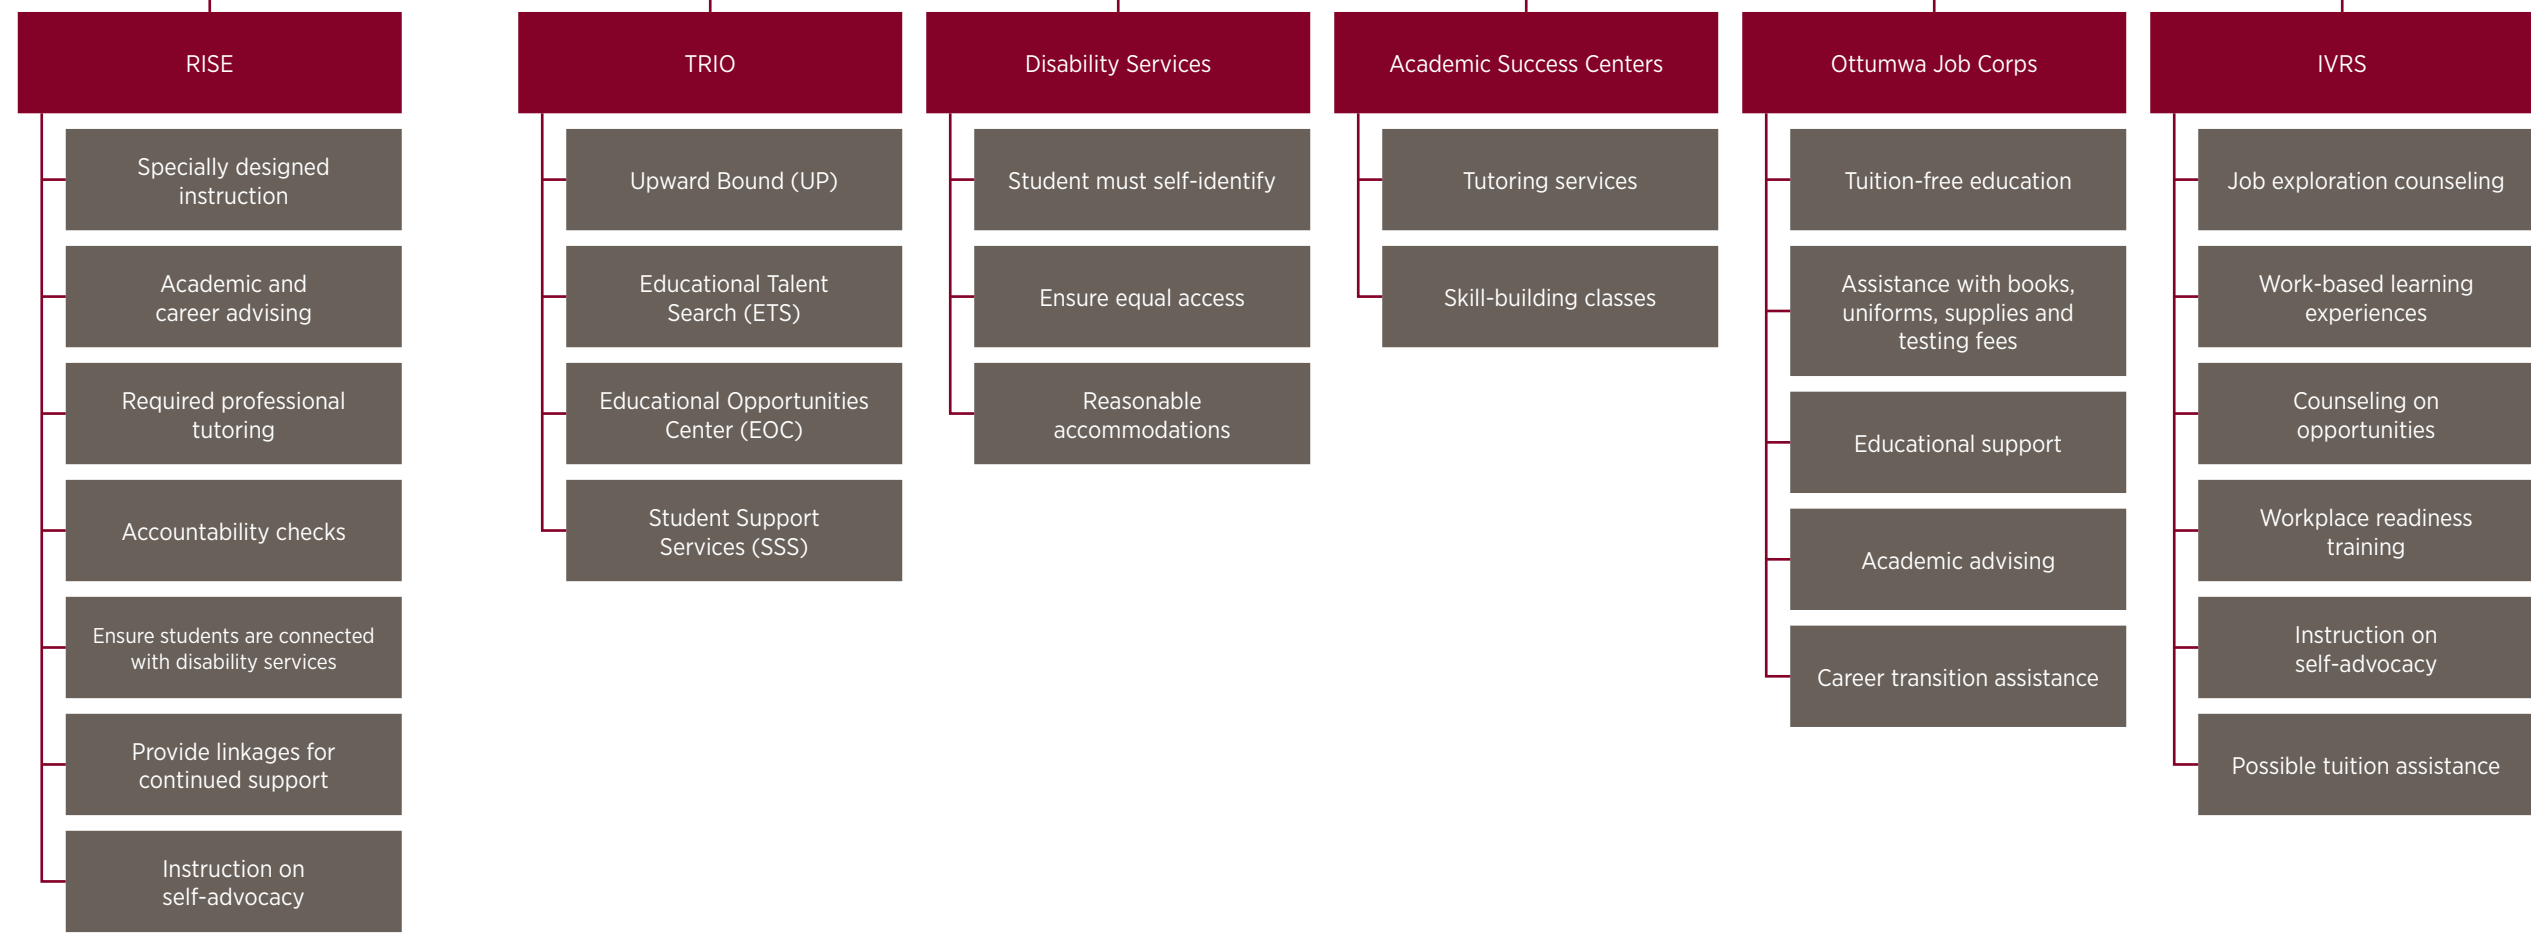 RISE
Specially designed
instruction
Academic and
career advising
Required professional
tutoring
Accountability checks
Ensure students are connected
with disability services
Provide linkages for
continued support
Instruction on
self-advocacy
TRIO
Upward Bound (UP)
Educational Talent
Search (ETS)
Educational Opportunities
Center (EOC)
Student Support
Services (SSS)
Disability Services
Student must self-identify
Ensure equal access
Reasonable
accommodations
Academic Success Centers
Tutoring services
Skill-building classes
Ottumwa Job Corps
Tuition-free education
Assistance with books,
uniforms, supplies and
testing fees
Educational support
Academic advising
Career transition assistance
IVRS
Job exploration counseling
Work-based learning
experiences
Counseling on
opportunities
Workplace readiness
training
Instruction on
self-advocacy
Possible tuition assistance